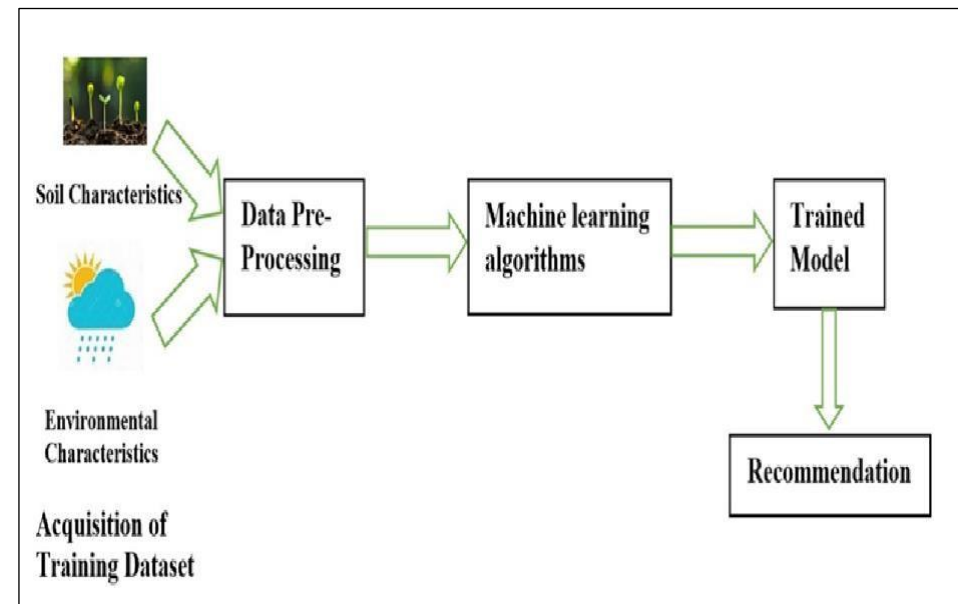 Soil Characteristics
Data Pre-
Processing
Machine learning
algorithms
Trained
Model
Environmental
Characteristics
Recommendation
Acquisition of
Training Dataset